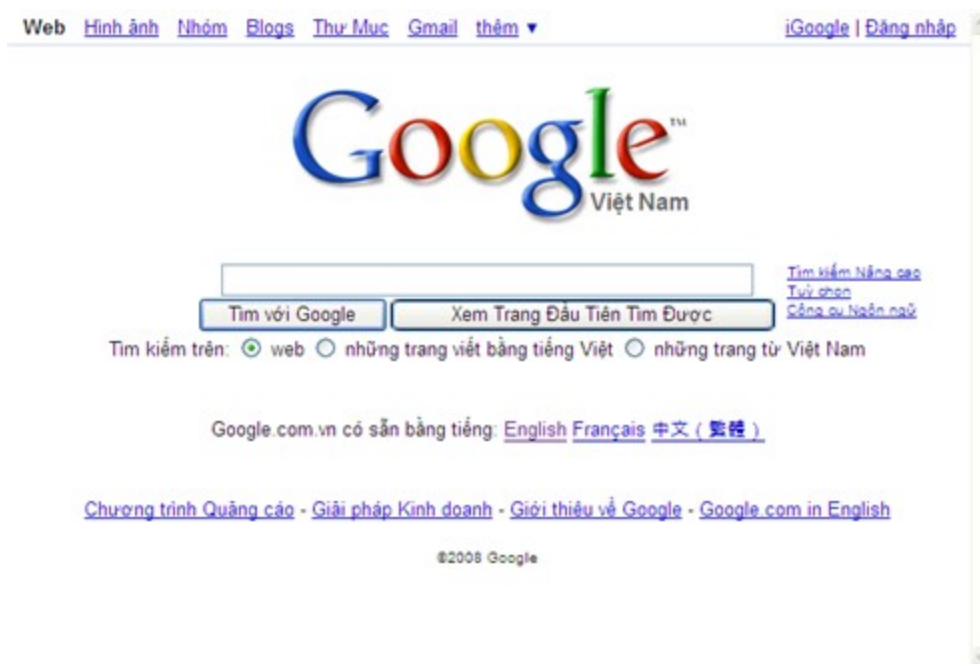 Web Hình ảnh Nhóm Blogs Thư Mục Gmail thêm ▼ iGoogle | Đăng nhập
Google™
Việt Nam
Tìm kiếm Nâng cao
Tuỳ chọn
Công cụ Ngôn ngữ
Tìm với Google Xem Trang Đầu Tiên Tìm Được
Tìm kiếm trên: web những trang viết bằng tiếng Việt những trang từ Việt Nam
Google.com.vn có sẵn bằng tiếng: English Français 中文 (繁體)
Chương trình Quảng cáo - Giải pháp Kinh doanh - Giới thiệu về Google - Google.com in English
©2008 Google